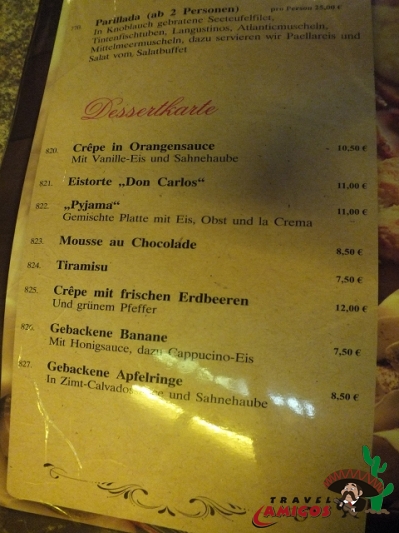 Parillada (ab 2 Personen) pro Person 25,00 €
In Knoblauch gebratene Seeteufelfilet,
Tintenfischtuben, Langustinos, Atlanticmuscheln,
Mittelmeermuscheln, dazu servieren wir Paellareis und
Salat vom Salatbuffet
Dessertkarte
820. Crêpe in Orangensauce - 10,50 €
Mit Vanille-Eis und Sahnehaube
821. Eistorte „Don Carlos“ 11,00 €
822. „Pyjama“ 11,00 €
Gemischte Platte mit Eis, Obst und la Crema
823. Mousse au Chocolade 8,50 €
824. Tiramisu 7,50 €
825. Crêpe mit frischen Erdbeeren 12,00 €
Und grünem Pfeffer
826. Gebackene Banane 7,50 €
Mit Honigsauce, dazu Cappucino-Eis
827. Gebackene Apfelringe 8,50 €
In Zimt-Calvados und Sahnehaube
TRAVEL
CAMIGOS